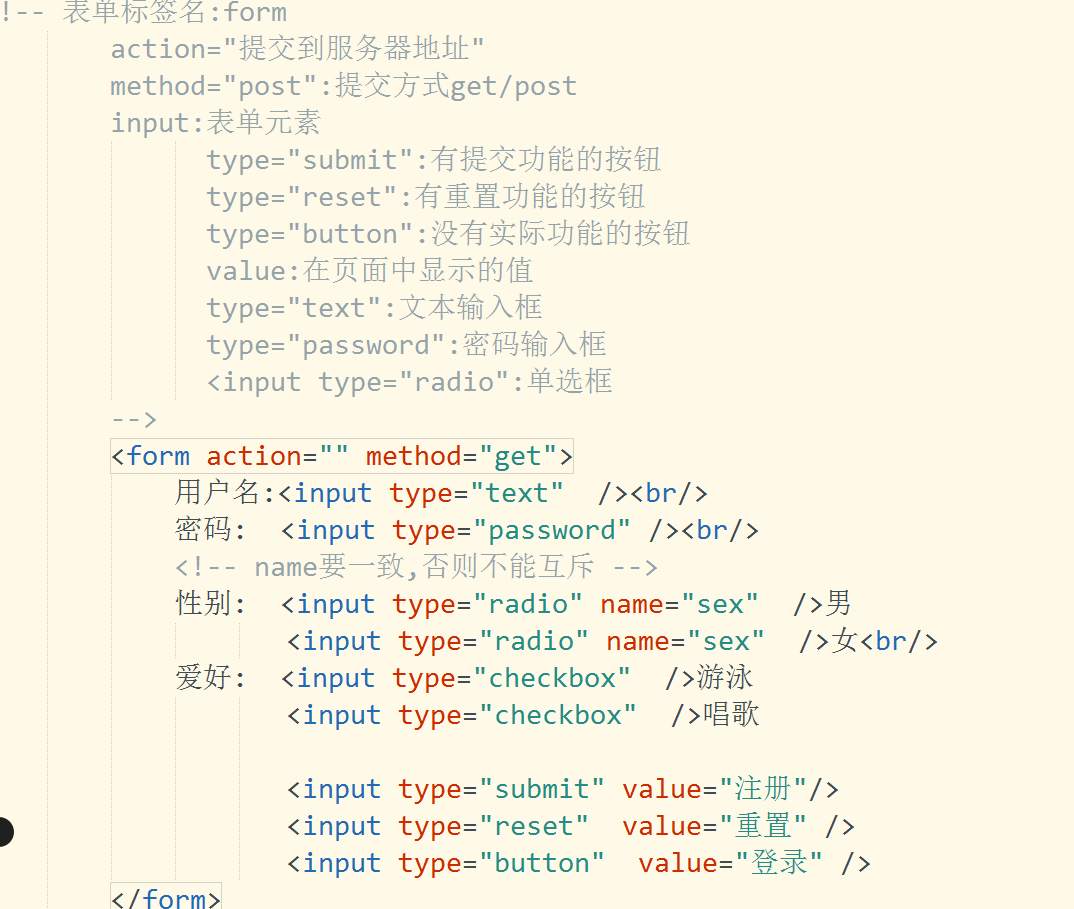 !-- 表单标签名:form
action="提交到服务器地址"
method="post":提交方式get/post
input:表单元素
type="submit":有提交功能的按钮
type="reset":有重置功能的按钮
type="button":没有实际功能的按钮
value:在页面中显示的值
type="text":文本输入框
type="password":密码输入框
<input type="radio":单选框
-->
<form action="" method="get">
用户名:<input type="text"  /><br/>
密码:  <input type="password" /><br/>
<!-- name要一致,否则不能互斥 -->
性别:  <input type="radio" name="sex"  />男
<input type="radio" name="sex"  />女<br/>
爱好:  <input type="checkbox"  />游泳
<input type="checkbox"  />唱歌
<input type="submit" value="注册"/>
<input type="reset"  value="重置" />
<input type="button"  value="登录" />
</form>